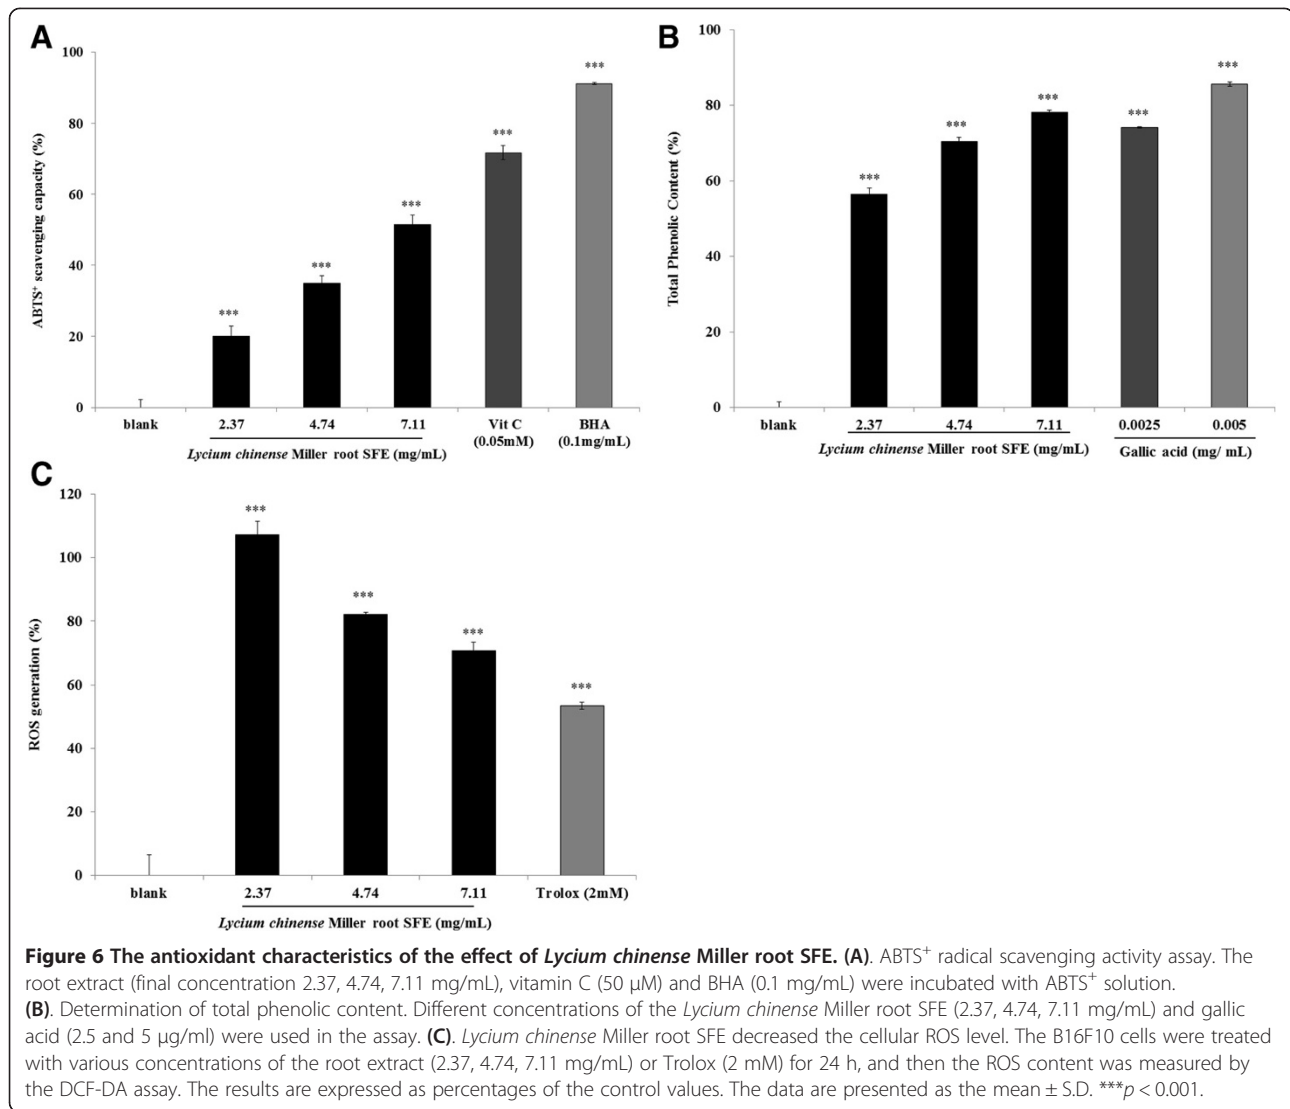 A
100
80
60
40
20
0
ABTS⁺ scavenging capacity (%)
***
***
***
***
***
blank
2.37
4.74
7.11
Vit C
(0.05mM)
BHA
(0.1mg/mL)
Lycium chinense Miller root SFE (mg/mL)
B
100
80
60
40
20
0
Total Phenolic Content (%)
***
***
***
***
***
blank
2.37
4.74
7.11
0.0025
0.005
Lycium chinense Miller root SFE (mg/mL)
Gallic acid (mg/ mL)
C
120
100
80
60
40
20
0
ROS generation (%)
***
***
***
***
blank
2.37
4.74
7.11
Trolox (2mM)
Lycium chinense Miller root SFE (mg/mL)
Figure 6 The antioxidant characteristics of the effect of Lycium chinense Miller root SFE. (A). ABTS⁺ radical scavenging activity assay. The
root extract (final concentration 2.37, 4.74, 7.11 mg/mL), vitamin C (50 μM) and BHA (0.1 mg/mL) were incubated with ABTS⁺ solution.
(B). Determination of total phenolic content. Different concentrations of the Lycium chinense Miller root SFE (2.37, 4.74, 7.11 mg/mL) and gallic
acid (2.5 and 5 μg/ml) were used in the assay. (C). Lycium chinense Miller root SFE decreased the cellular ROS level. The B16F10 cells were treated
with various concentrations of the root extract (2.37, 4.74, 7.11 mg/mL) or Trolox (2 mM) for 24 h, and then the ROS content was measured by
the DCF-DA assay. The results are expressed as percentages of the control values. The data are presented as the mean ± S.D. ***p < 0.001.